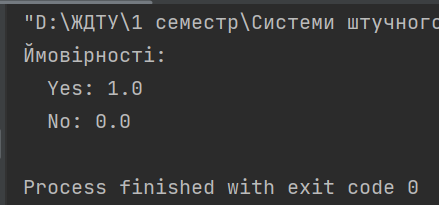 "D:\ЖДТУ\1 семестр\Системи штучного
Ймовірності:
Yes: 1.0
No: 0.0
Process finished with exit code 0